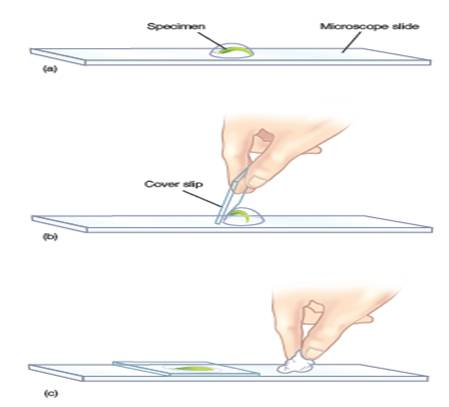 Specimen
Microscope slide
(a)
Cover slip
(b)
(c)